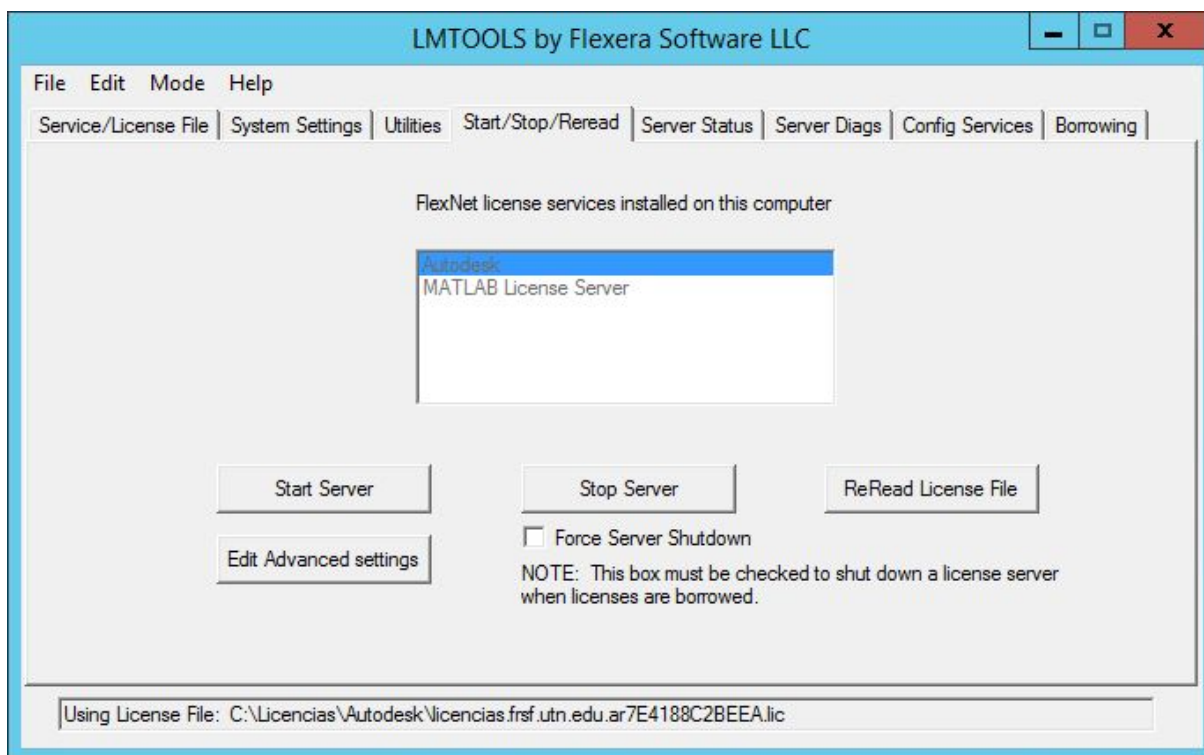 LMTOOLS by Flexera Software LLC
File Edit Mode Help
Service/License File System Settings Utilities Start/Stop/Reread Server Status Server Diags Config Services Borrowing
FlexNet license services installed on this computer
Autodesk
MATLAB License Server
Start Server Stop Server ReRead License File
Force Server Shutdown
Edit Advanced settings
NOTE: This box must be checked to shut down a license server
when licenses are borrowed.
Using License File: C:\Licencias\Autodesk\licencias.frsf.utn.edu.ar7E4188C2BEEA.lic